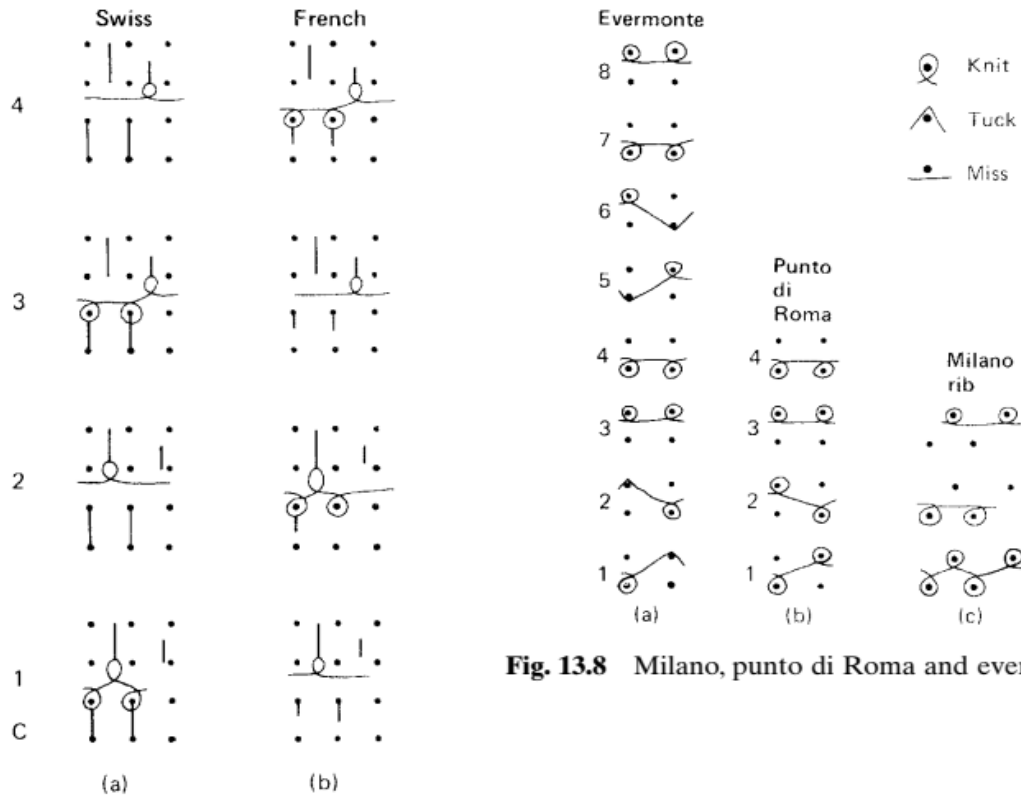 Swiss
French
4
3
2
1
C
(a)
(b)
Evermonte
8
7
6
5
4
3
2
1
(a)
Punto
di
Roma
4
3
2
1
(b)
Milano
rib
(c)
Knit
Tuck
Miss
Fig. 13.8 Milano, punto di Roma and ever